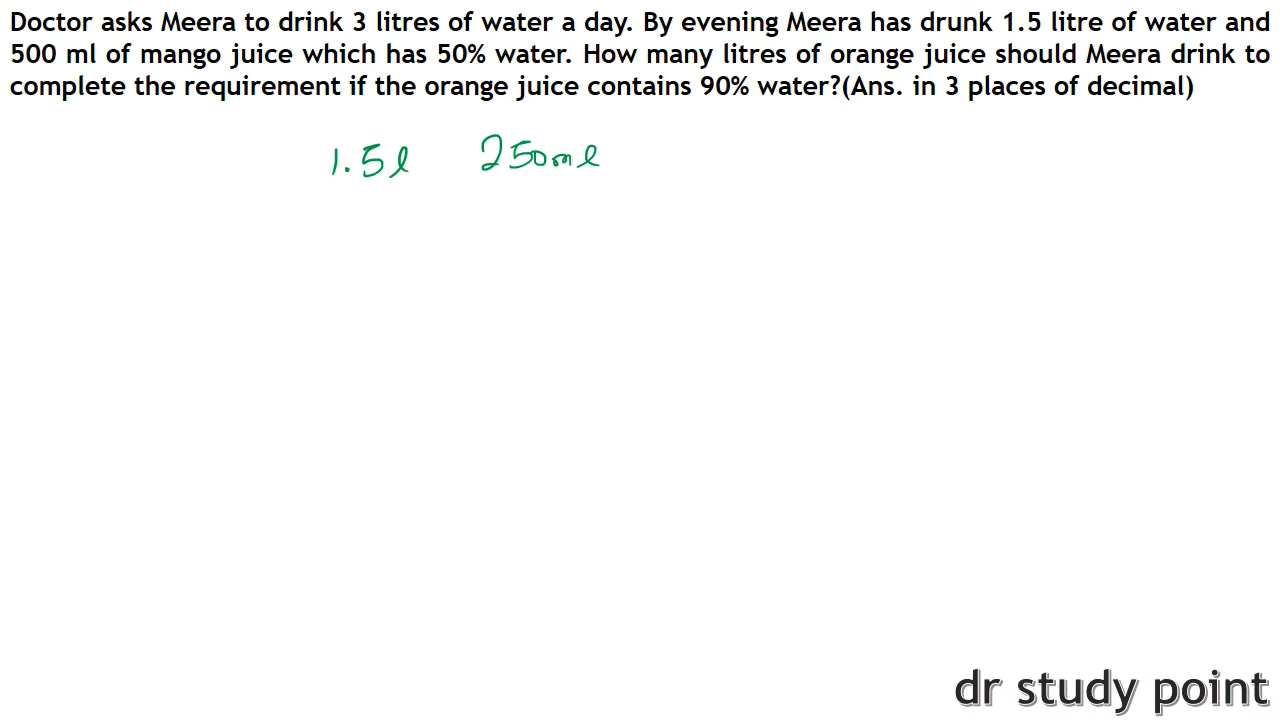 Doctor asks Meera to drink 3 litres of water a day. By evening Meera has drunk 1.5 litre of water and
500 ml of mango juice which has 50% water. How many litres of orange juice should Meera drink to
complete the requirement if the orange juice contains 90% water?(Ans. in 3 places of decimal)
1.5l 250ml
dr study point